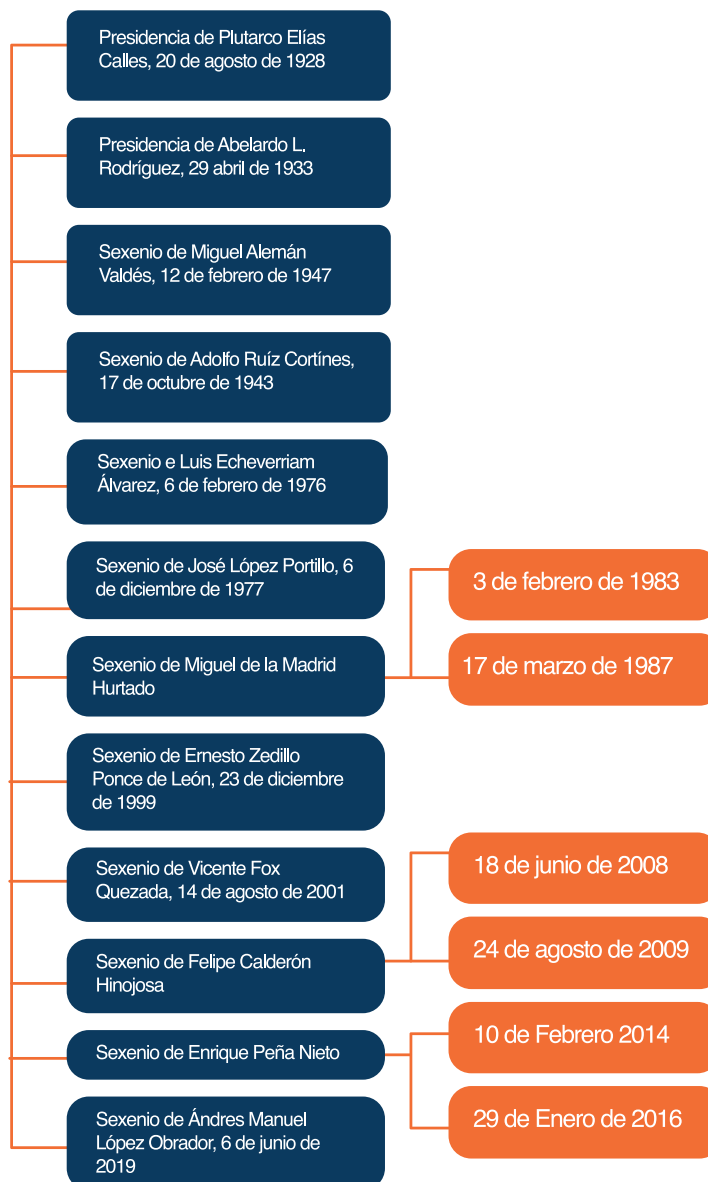 Presidencia de Plutarco Elías
Calles, 20 de agosto de 1928
Presidencia de Abelardo L.
Rodríguez, 29 abril de 1933
Sexenio de Miguel Alemán
Valdés, 12 de febrero de 1947
Sexenio de Adolfo Ruíz Cortínes,
17 de octubre de 1943
Sexenio e Luis Echeverriam
Álvarez, 6 de febrero de 1976
Sexenio de José López Portillo, 6
de diciembre de 1977
Sexenio de Miguel de la Madrid
Hurtado
3 de febrero de 1983
17 de marzo de 1987
Sexenio de Ernesto Zedillo
Ponce de León, 23 de diciembre
de 1999
Sexenio de Vicente Fox
Quezada, 14 de agosto de 2001
Sexenio de Felipe Calderón
Hinojosa
18 de junio de 2008
24 de agosto de 2009
Sexenio de Enrique Peña Nieto
10 de Febrero 2014
29 de Enero de 2016
Sexenio de Ándres Manuel
López Obrador, 6 de junio de
2019